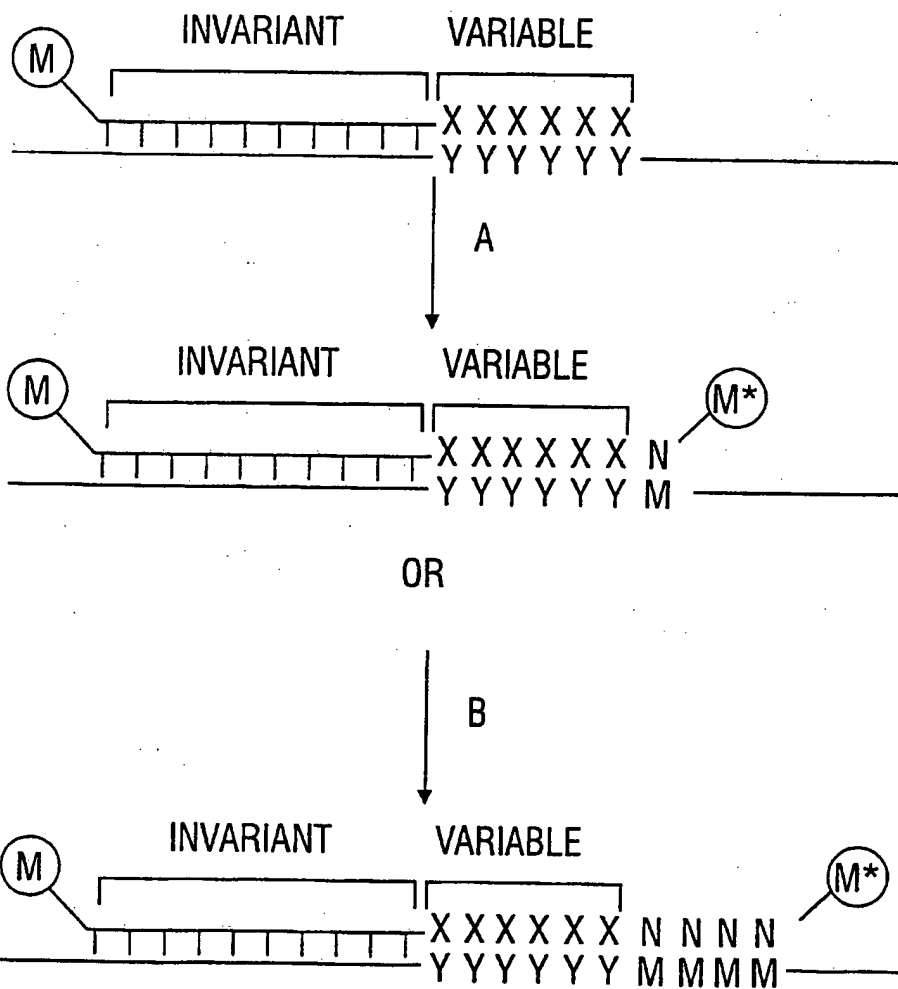 INVARIANT VARIABLE
M
X X X X X X
Y Y Y Y Y Y
A
INVARIANT VARIABLE
M M*
X X X X X X N
Y Y Y Y Y Y M
OR
B
INVARIANT VARIABLE
M M*
X X X X X X N N N N
Y Y Y Y Y Y M M M M